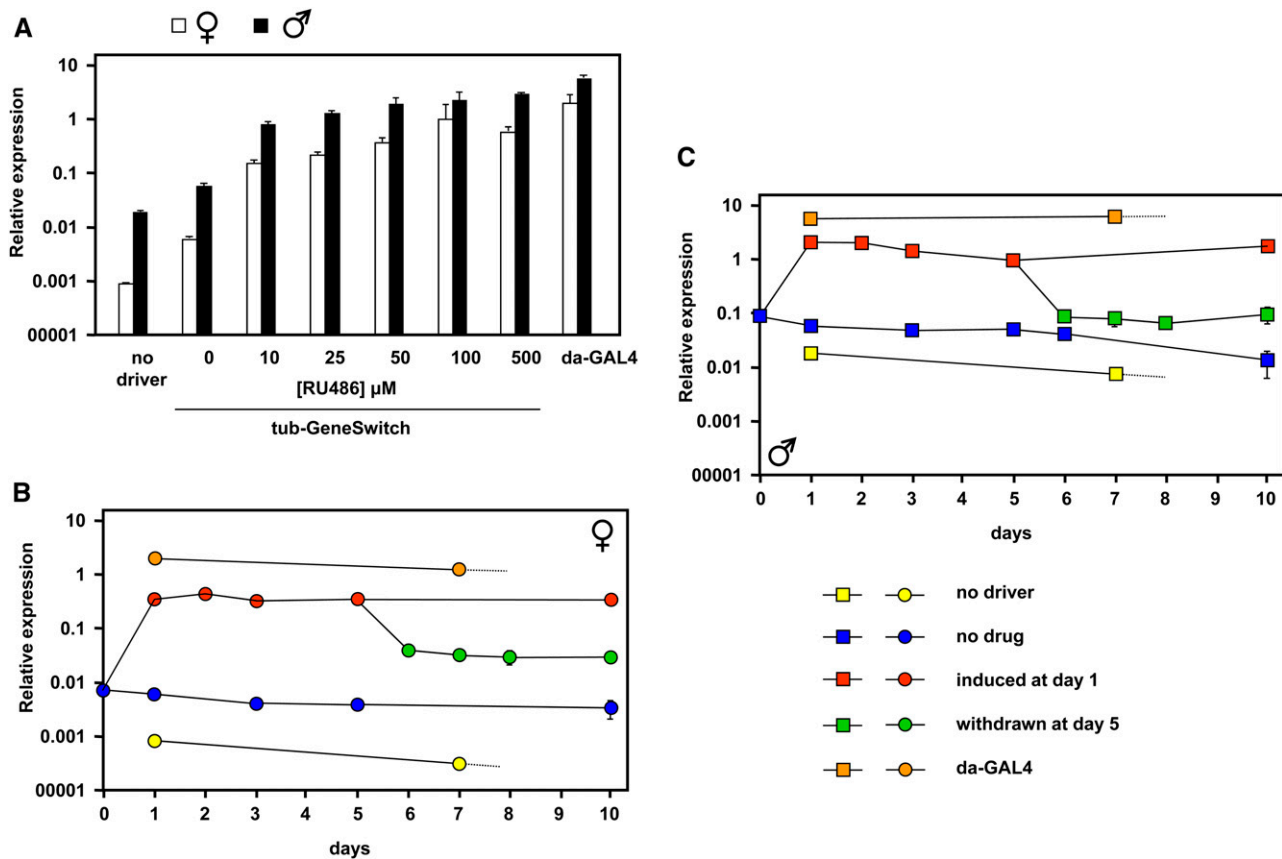 A
♀ ♂
Relative expression
10
1
0.1
0.01
0.001
00001
no driver
0 10 25 50 100 500 da-GAL4
[RU486] µM
tub-GeneSwitch
B
♀
Relative expression
10
1
0.1
0.01
0.001
00001
0 1 2 3 4 5 6 7 8 9 10
days
C
Relative expression
10
1
0.1
0.01
0.001
00001
♂
0 1 2 3 4 5 6 7 8 9 10
days
no driver
no drug
induced at day 1
withdrawn at day 5
da-GAL4